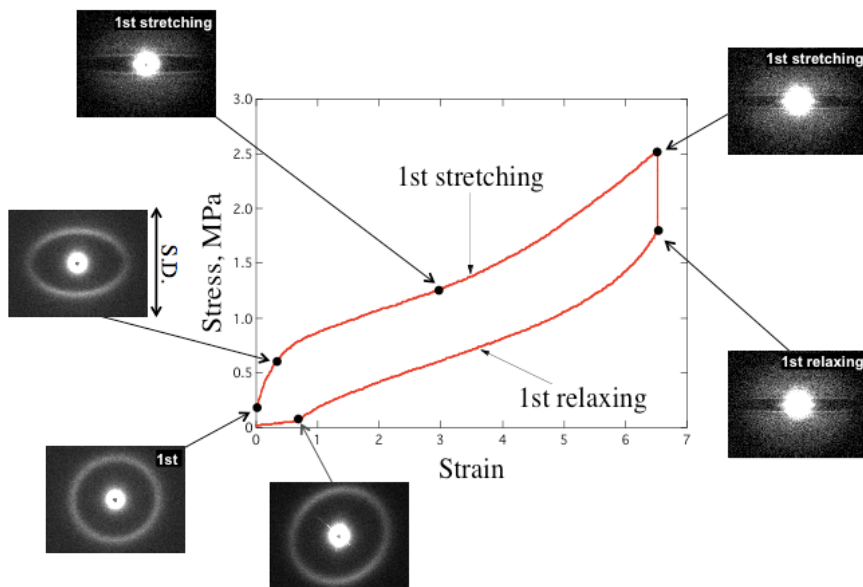 1st stretching
1st stretching
3.0
2.5
2.0
1.5
1.0
0.5
0
Stress, MPa
1st stretching
S.D.
1st relaxing
1st relaxing
0 1 2 3 4 5 6 7
Strain
1st